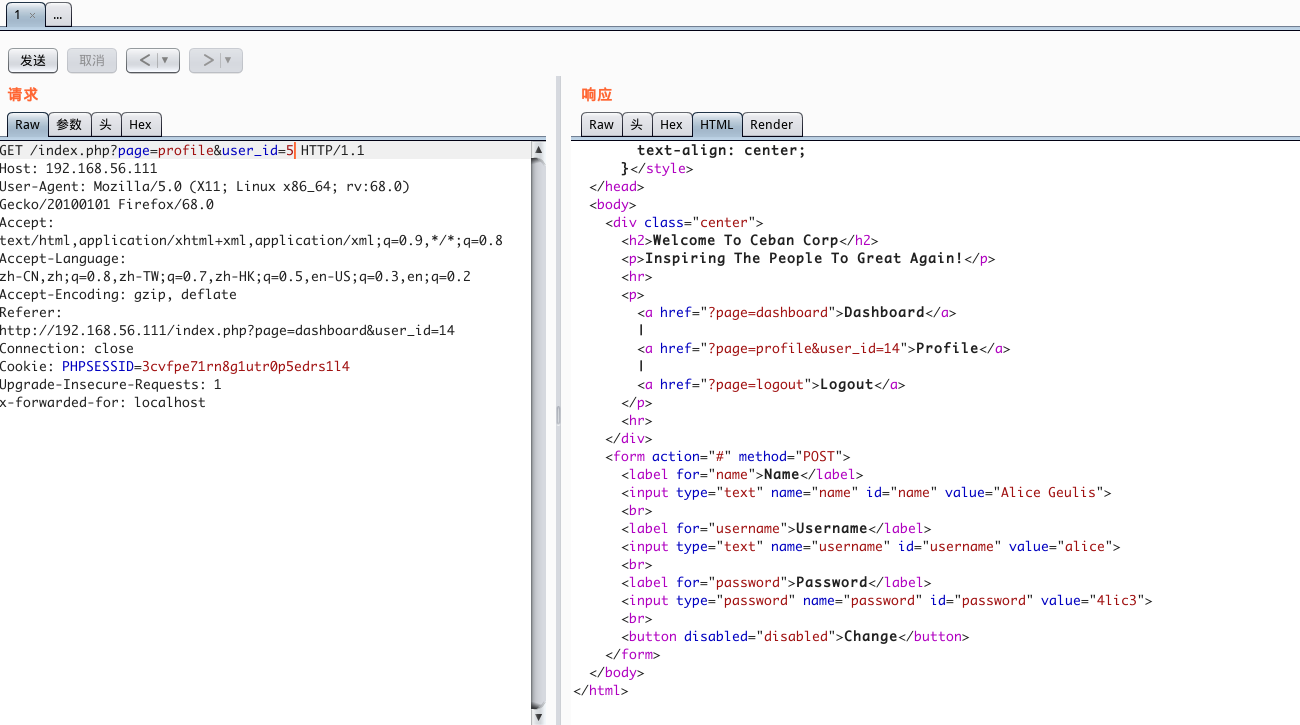 1 × ...
发送 取消 < ▼ > ▼
请求
Raw 参数 头 Hex
GET /index.php?page=profile&user_id=5 HTTP/1.1
Host: 192.168.56.111
User-Agent: Mozilla/5.0 (X11; Linux x86_64; rv:68.0)
Gecko/20100101 Firefox/68.0
Accept:
text/html,application/xhtml+xml,application/xml;q=0.9,*/*;q=0.8
Accept-Language:
zh-CN,zh;q=0.8,zh-TW;q=0.7,zh-HK;q=0.5,en-US;q=0.3,en;q=0.2
Accept-Encoding: gzip, deflate
Referer:
http://192.168.56.111/index.php?page=dashboard&user_id=14
Connection: close
Cookie: PHPSESSID=3cvfpe71rn8g1utr0p5edrs1l4
Upgrade-Insecure-Requests: 1
x-forwarded-for: localhost
响应
Raw 头 Hex HTML Render
text-align: center;
}</style>
</head>
<body>
<div class="center">
<h2>Welcome To Ceban Corp</h2>
<p>Inspiring The People To Great Again!</p>
<hr>
<p>
<a href="?page=dashboard">Dashboard</a>
|
<a href="?page=profile&user_id=14">Profile</a>
|
<a href="?page=logout">Logout</a>
</p>
<hr>
</div>
<form action="#" method="POST">
<label for="name">Name</label>
<input type="text" name="name" id="name" value="Alice Geulis">
<br>
<label for="username">Username</label>
<input type="text" name="username" id="username" value="alice">
<br>
<label for="password">Password</label>
<input type="password" name="password" id="password" value="4lic3">
<br>
<button disabled="disabled">Change</button>
</form>
</body>
</html>